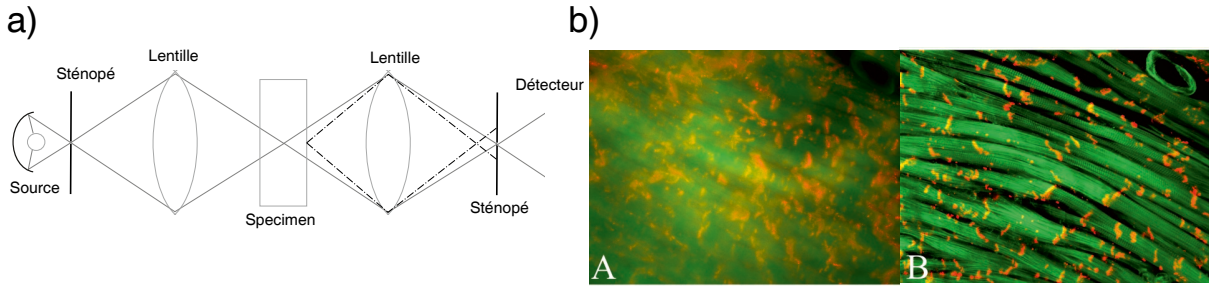 a)
Sténopé
Lentille
Source
Specimen
Lentille
Détecteur
Sténopé
b)
A
B